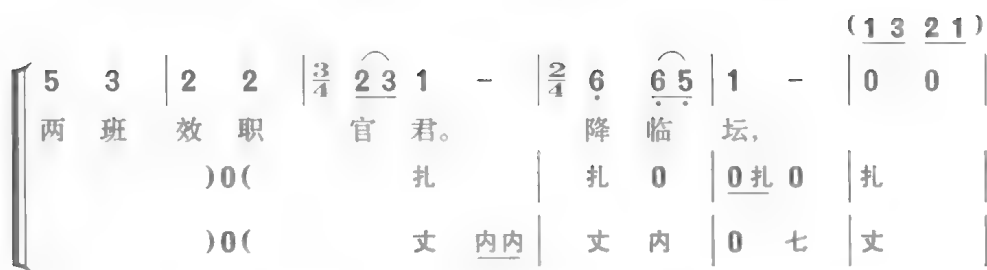 (1 3 2 1)
5 3 | 2 2 | 3/4 2 3 1 - | 2/4 6 6 5 | 1 - | 0 0 |
两 班 效 职 官 君。 降 临 坛,
)0( 扎 | 扎 0 | 0 扎 0 | 扎 |
)0( 丈 内内 | 丈 内 | 0 七 | 丈 |